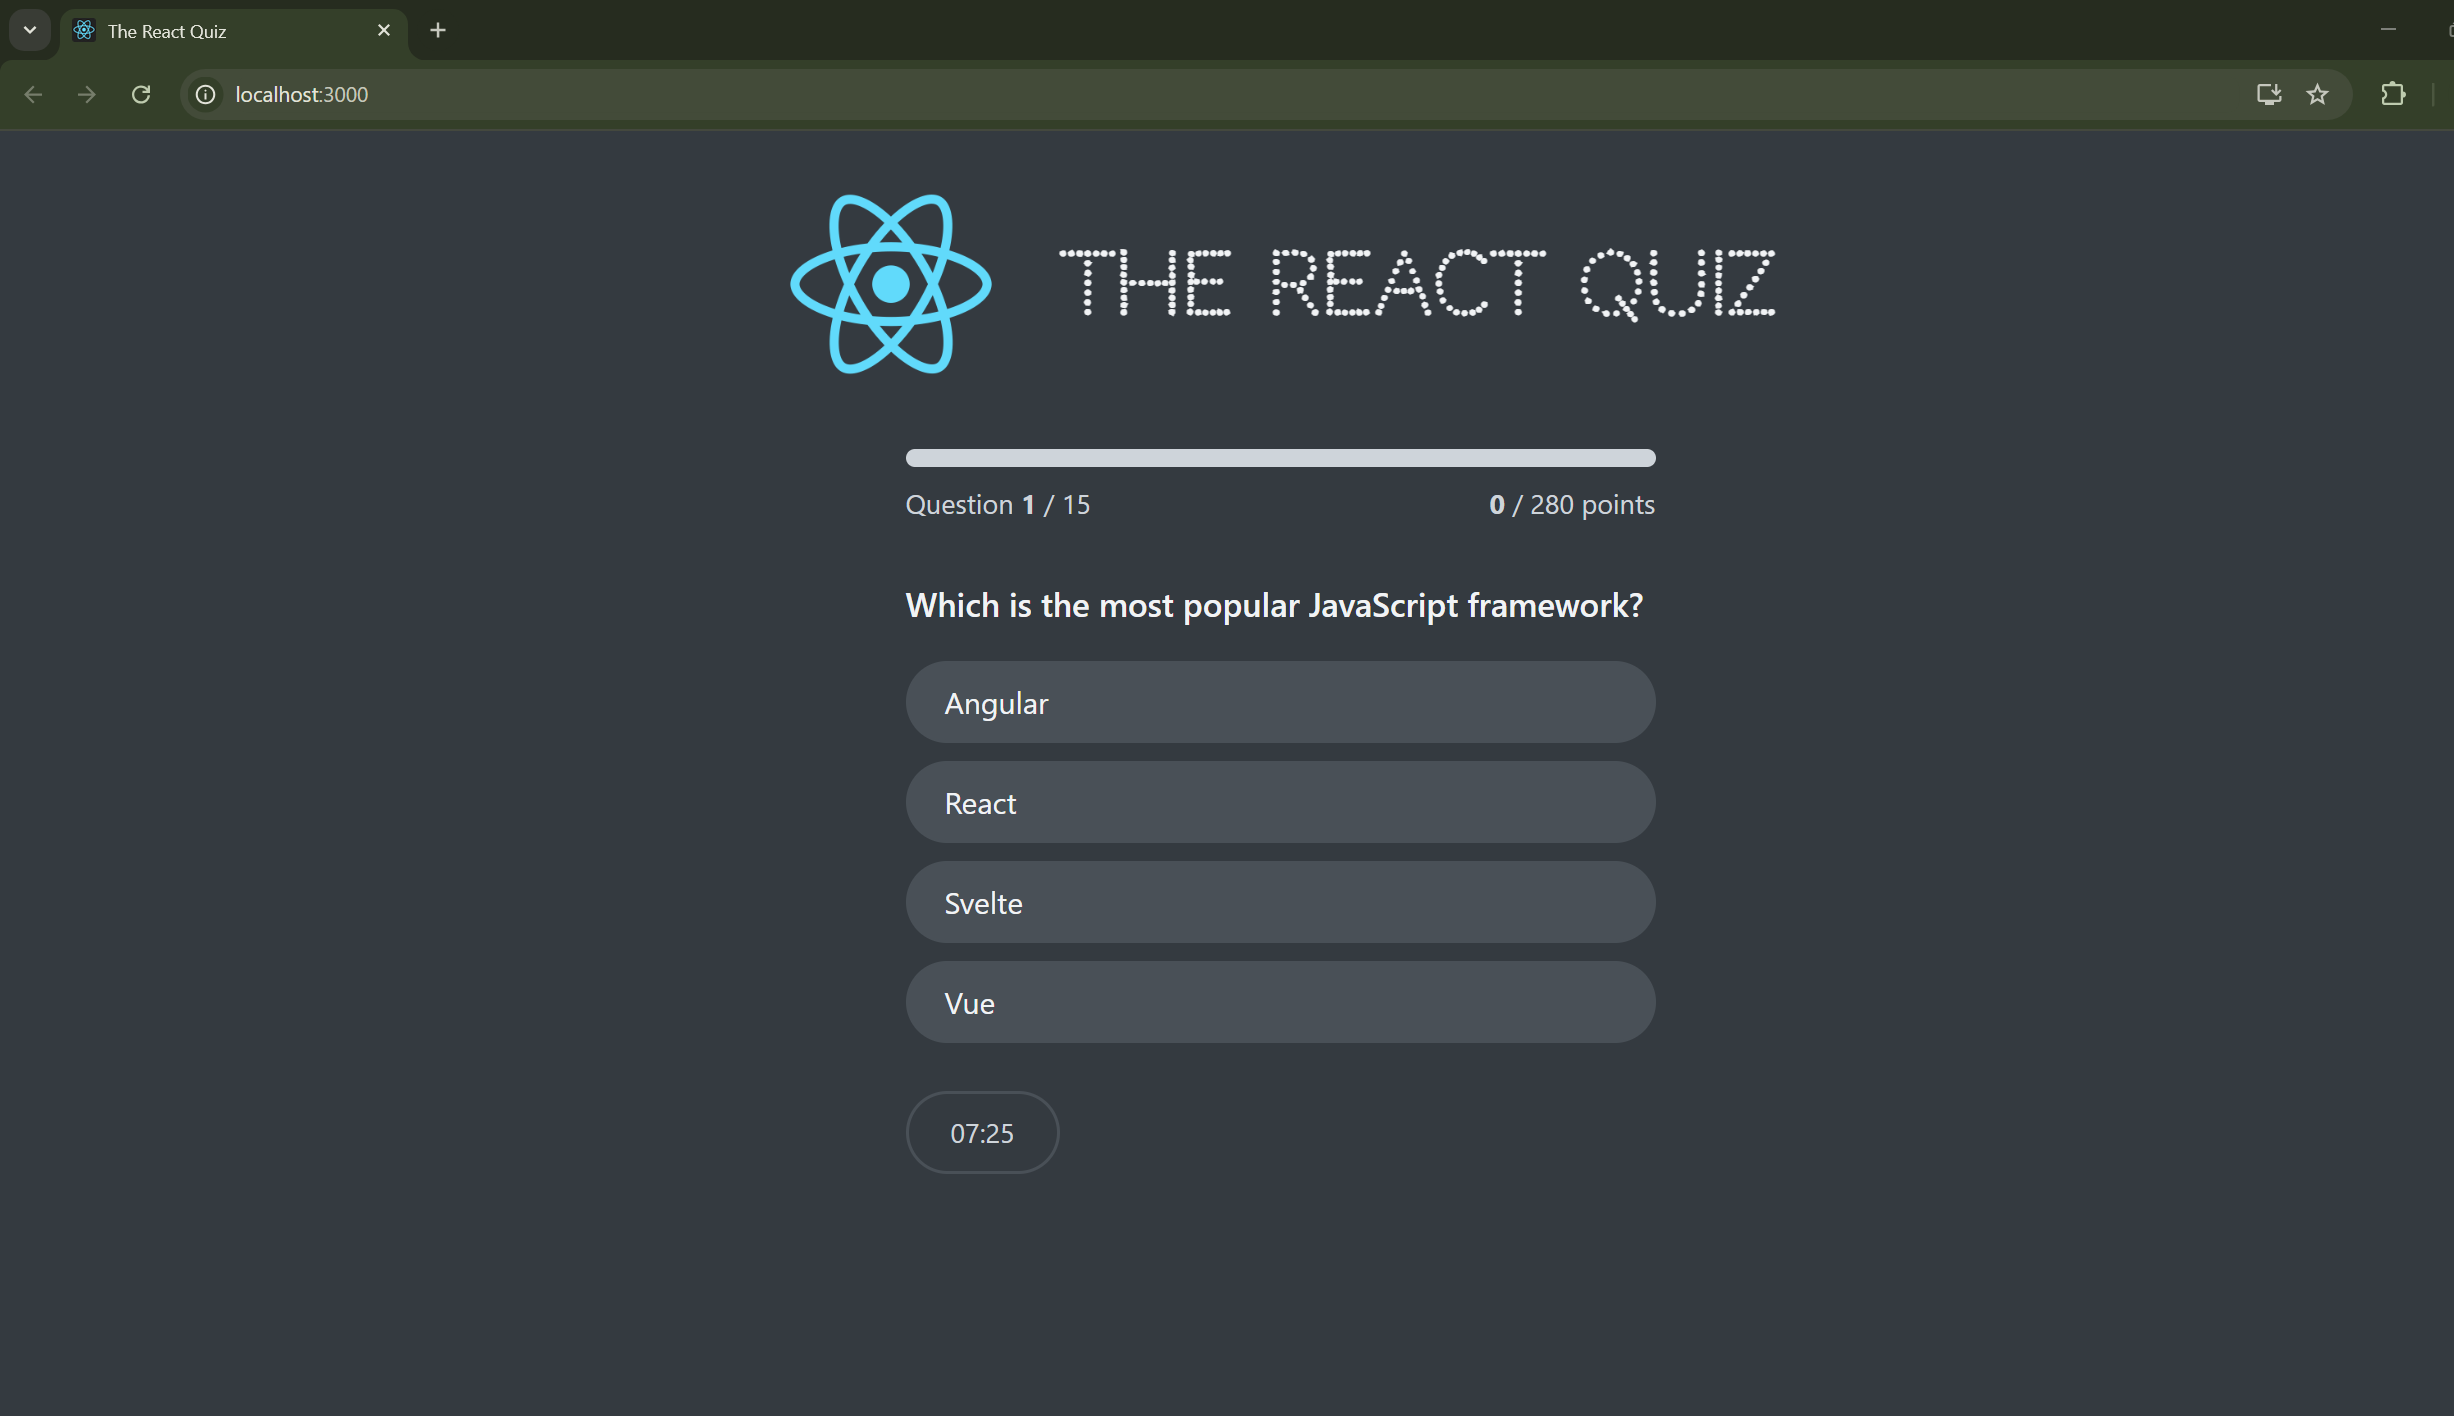 The React Quiz
localhost:3000
THE REACT QUIZ
Question 1 / 15
0 / 280 points
Which is the most popular JavaScript framework?
Angular
React
Svelte
Vue
07:25